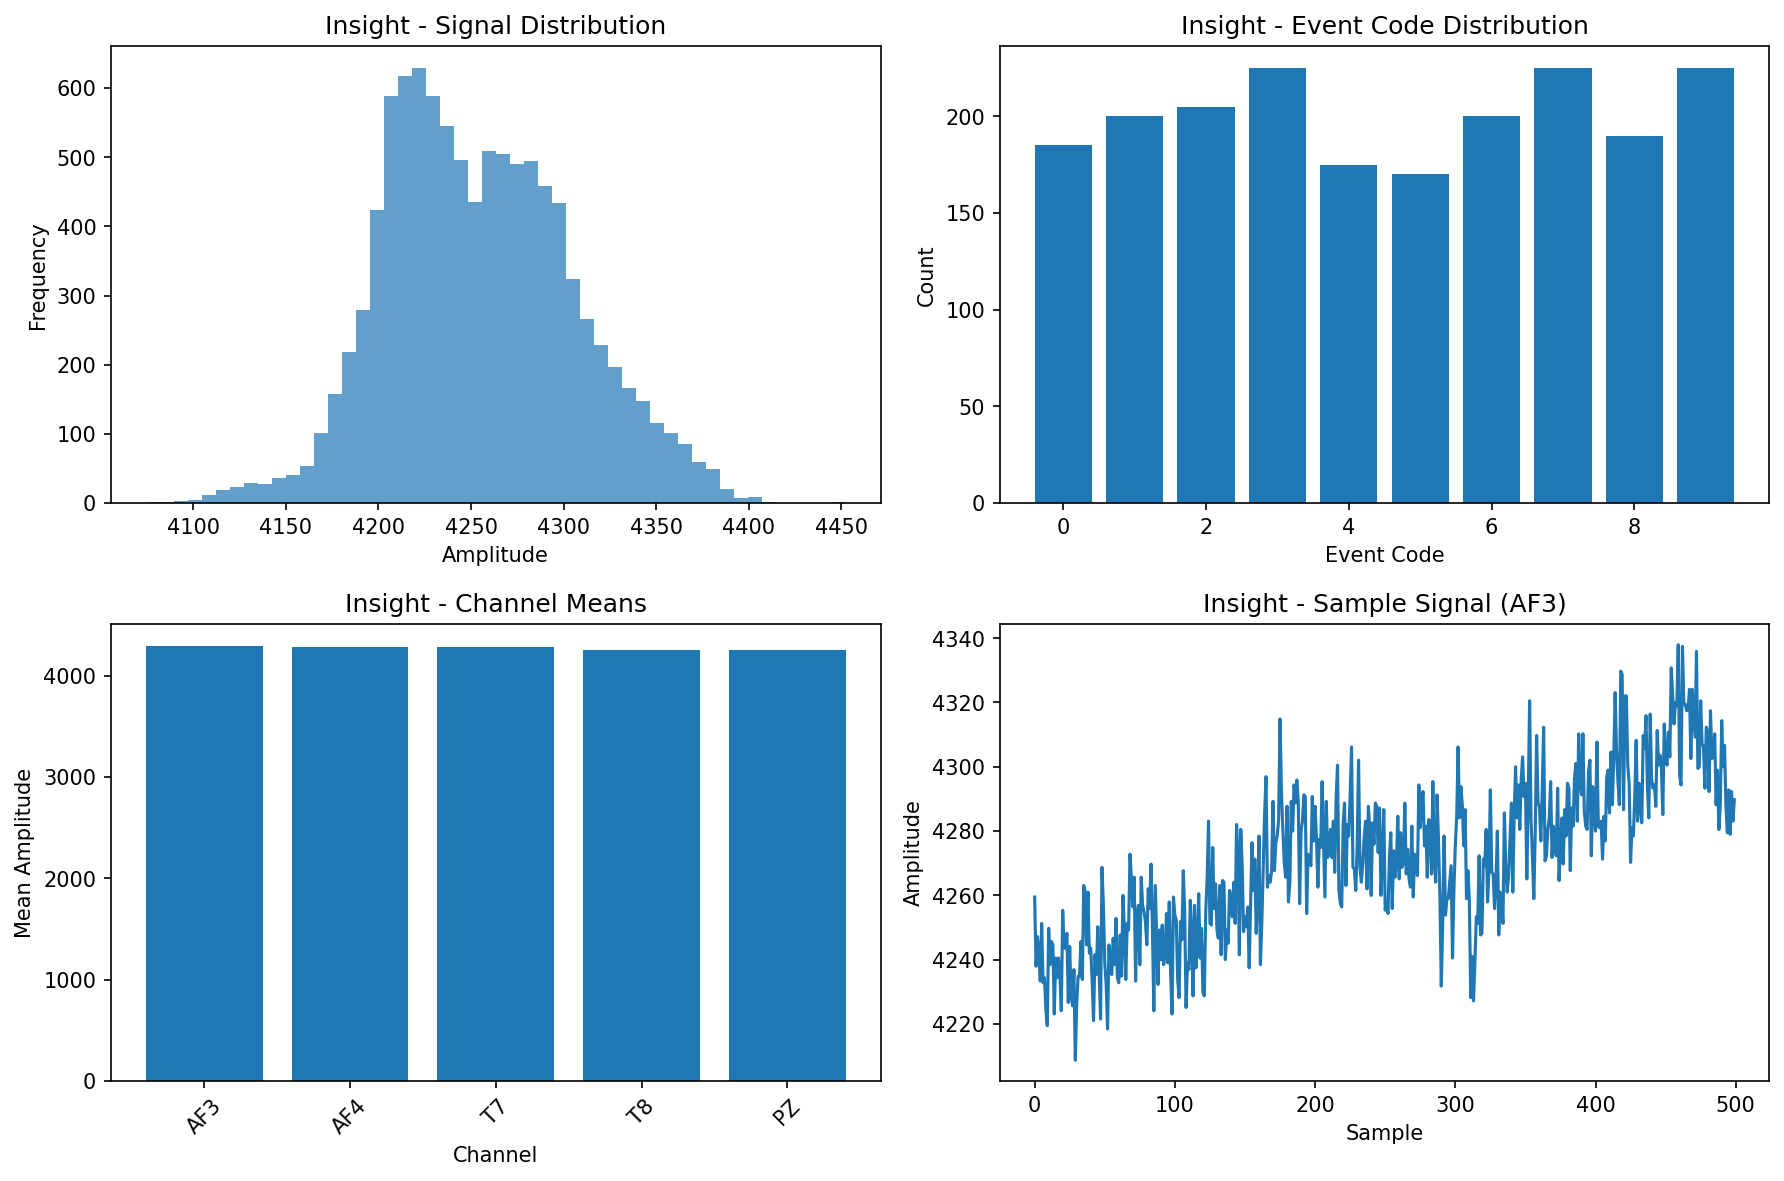 Insight - Signal Distribution
600
500
400
300
200
100
0
Frequency
4100 4150 4200 4250 4300 4350 4400 4450
Amplitude
Insight - Event Code Distribution
200
150
100
50
0
Count
0 2 4 6 8
Event Code
Insight - Channel Means
4000
3000
2000
1000
0
Mean Amplitude
AF3 AF4 T7 T8 PZ
Channel
Insight - Sample Signal (AF3)
4340
4320
4300
4280
4260
4240
4220
Amplitude
0 100 200 300 400 500
Sample